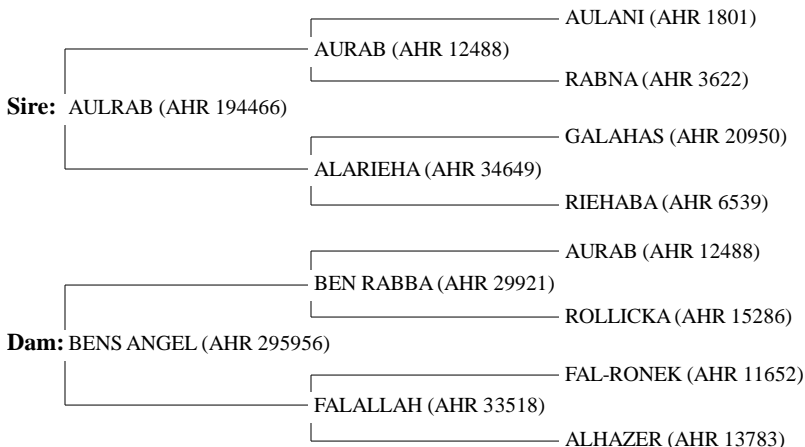 AULANI (AHR 1801)
AURAB (AHR 12488)
RABNA (AHR 3622)
Sire: AULRAB (AHR 194466)
GALAHAS (AHR 20950)
ALARIEHA (AHR 34649)
RIEHABA (AHR 6539)
AURAB (AHR 12488)
BEN RABBA (AHR 29921)
ROLLICKA (AHR 15286)
Dam: BENS ANGEL (AHR 295956)
FAL-RONEK (AHR 11652)
FALALLAH (AHR 33518)
ALHAZER (AHR 13783)